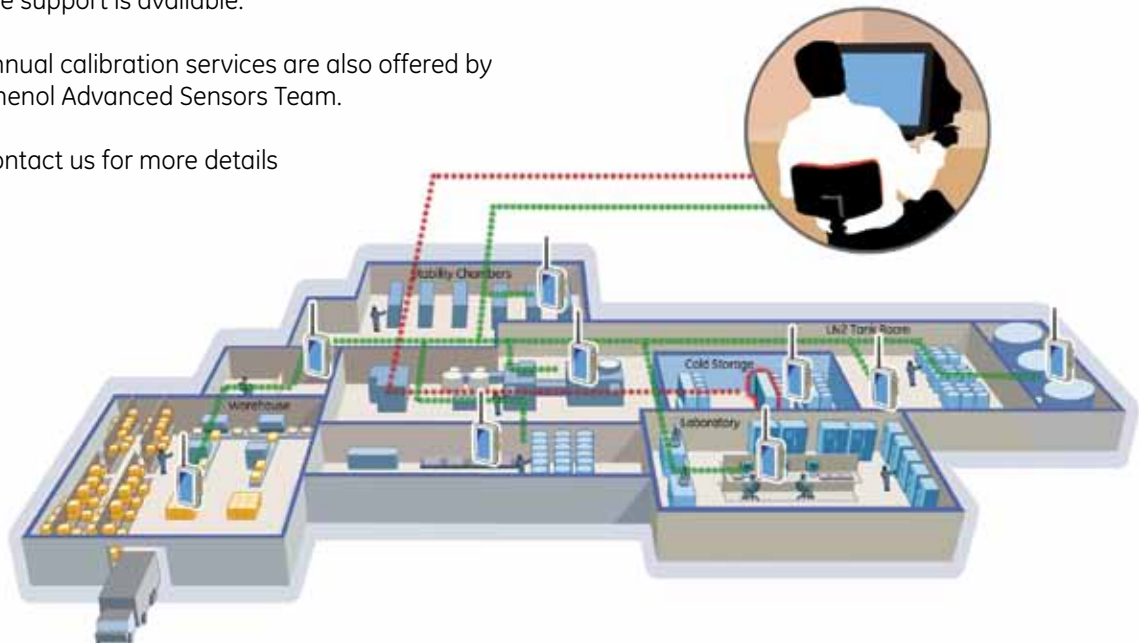 e support is available.
nnual calibration services are also offered by
henol Advanced Sensors Team.
ontact us for more details
tability Chambers
LN2 Tank Room
Cold Storage
Warehouse
Laboratory